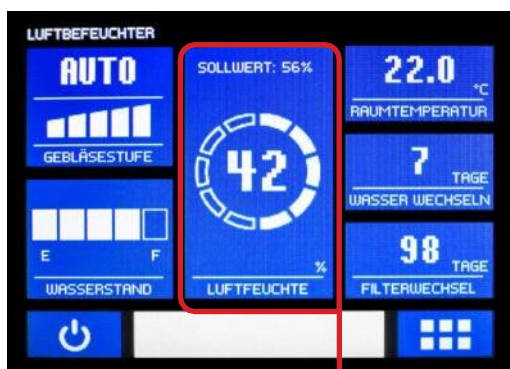 LUFTBEFEUCHTER
AUTO
GEBLÄSESTUFE
E F
WASSERSTAND
SOLLWERT: 56%
42
%
LUFTFEUCHTE
22.0 °C
RAUMTEMPERATUR
7 TAGE
WASSER WECHSELN
98 TAGE
FILTERWECHSEL